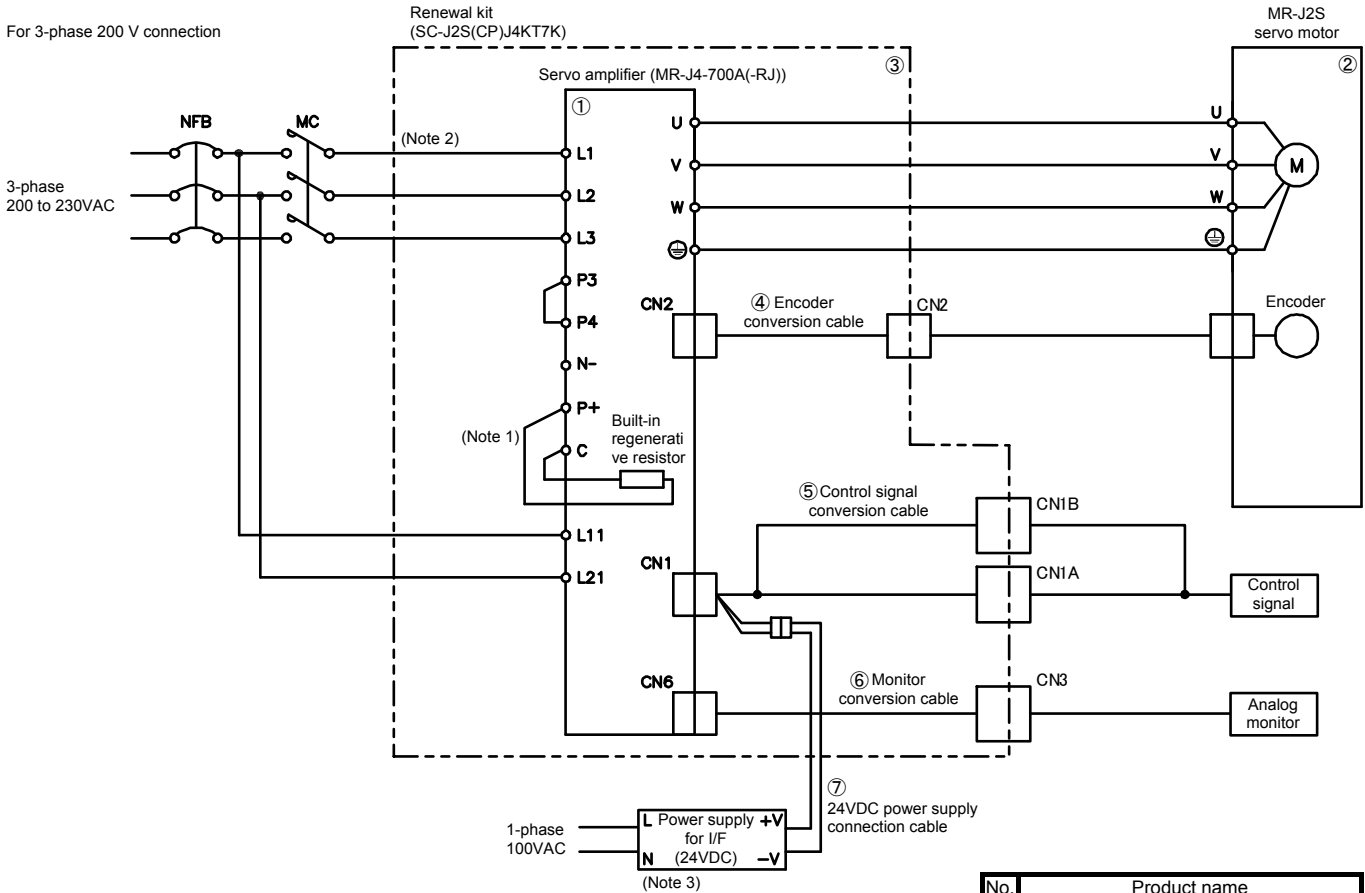 For 3-phase 200 V connection
Renewal kit
(SC-J2S(CP)J4KT7K)
MR-J2S
servo motor
③
②
Servo amplifier (MR-J4-700A(-RJ))
①
NFB
MC
(Note 2)
3-phase
200 to 230VAC
L1
L2
L3
P3
P4
N-
P+
C
L11
L21
(Note 1)
Built-in
regenerati
ve resistor
U
V
W
U
V
W
M
CN2
④ Encoder
conversion cable
CN2
Encoder
⑤ Control signal
conversion cable
CN1B
CN1
CN1A
Control
signal
CN6
⑥ Monitor
conversion cable
CN3
Analog
monitor
⑦
24VDC power supply
connection cable
1-phase
100VAC
L Power supply +V
for I/F
N (24VDC) −V
(Note 3)
No. Product name